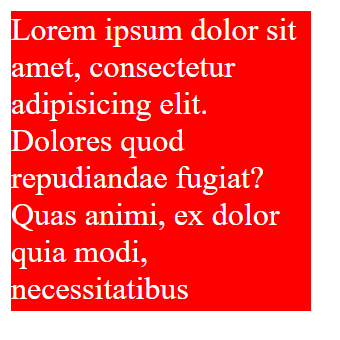 Lorem ipsum dolor sit
amet, consectetur
adipisicing elit.
Dolores quod
repudiandae fugiat?
Quas animi, ex dolor
quia modi,
necessitatibus